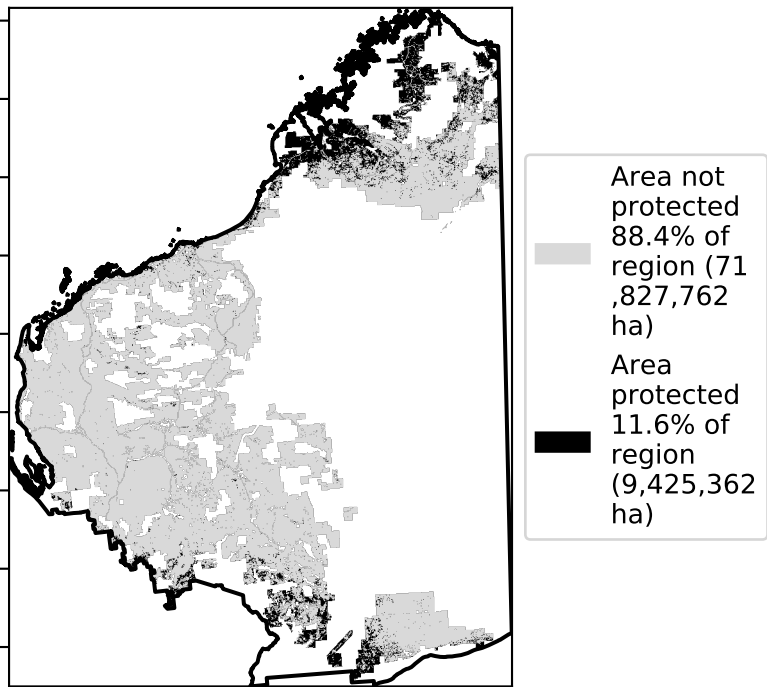 Area not
protected
88.4% of
region (71
,827,762
ha)
Area
protected
11.6% of
region
(9,425,362
ha)